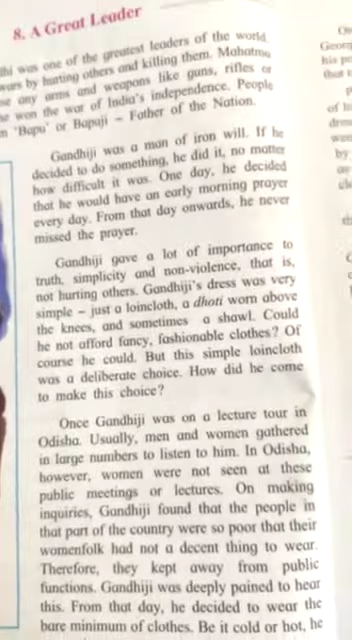 8. A Great Leader
was one of the greatest leaders of the world.
by hurting others and killing them. Mahatma
any arms and weapons like guns, rifles or
won the war of India's independence. People
'Bapu' or Bapuji – Father of the Nation.
Gandhiji was a man of iron will. If he
decided to do something, he did it, no matter
how difficult it was. One day, he decided
that he would have an early morning prayer
every day. From that day onwards, he never
missed the prayer.
Gandhiji gave a lot of importance to
truth, simplicity and non-violence, that is,
not hurting others. Gandhiji's dress was very
simple – just a loincloth, a dhoti worn above
the knees, and sometimes a shawl. Could
he not afford fancy, fashionable clothes? Of
course he could. But this simple loincloth
was a deliberate choice. How did he come
to make this choice?
Once Gandhiji was on a lecture tour in
Odisha. Usually, men and women gathered
in large numbers to listen to him. In Odisha,
however, women were not seen at these
public meetings or lectures. On making
inquiries, Gandhiji found that the people in
that part of the country were so poor that their
womenfolk had not a decent thing to wear.
Therefore, they kept away from public
functions. Gandhiji was deeply pained to hear
this. From that day, he decided to wear the
bare minimum of clothes. Be it cold or hot, he